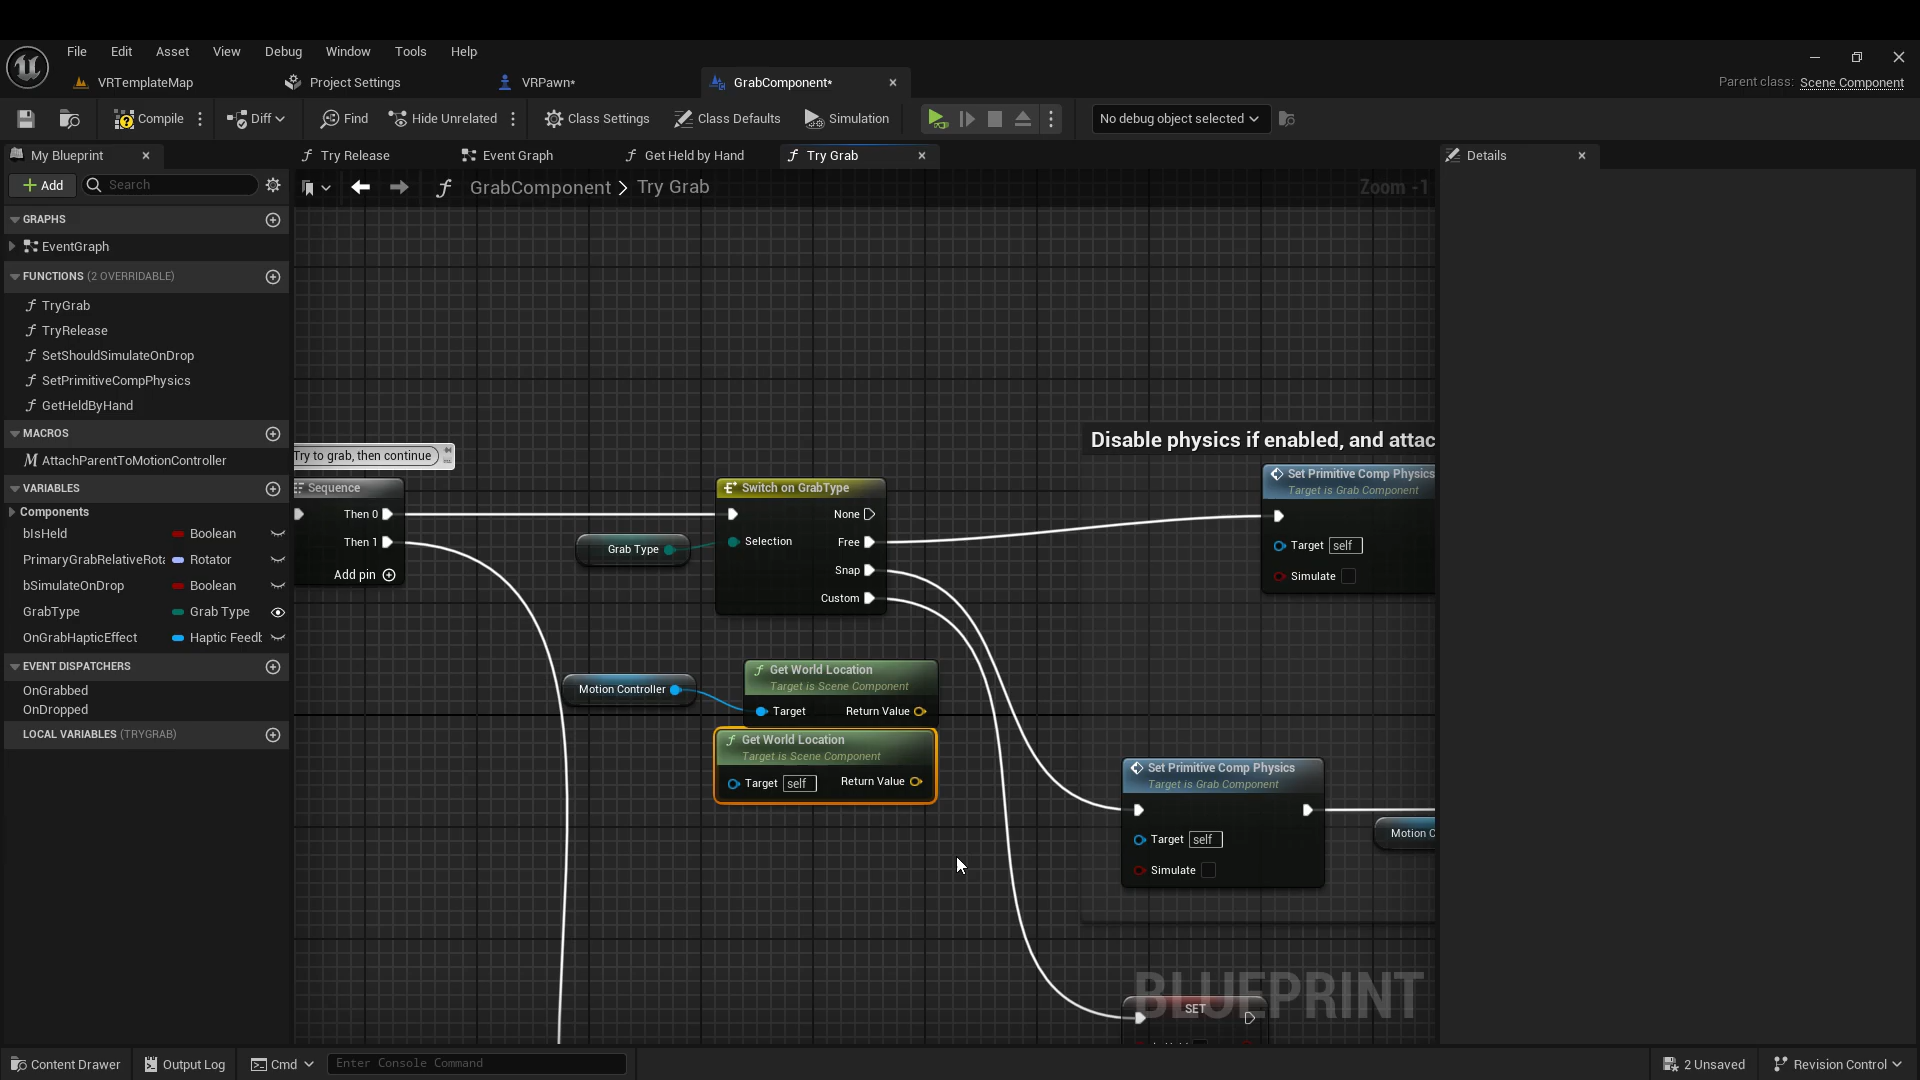 File Edit Asset View Debug Window Tools Help
VRTemplateMap Project Settings VRPawn* GrabComponent* Parent class: Scene Component
Compile Diff Find Hide Unrelated Class Settings Class Defaults Simulation No debug object selected
My Blueprint Try Release Event Graph Get Held by Hand Try Grab Details
Add Search GrabComponent > Try Grab Zoom -1
GRAPHS
EventGraph
FUNCTIONS (2 OVERRIDABLE)
TryGrab
TryRelease
SetShouldSimulateOnDrop
SetPrimitiveCompPhysics
GetHeldByHand
MACROS
AttachParentToMotionController
VARIABLES
Components
bIsHeld Boolean
PrimaryGrabRelativeRota Rotator
bSimulateOnDrop Boolean
GrabType Grab Type
OnGrabHapticEffect Haptic Feedb
EVENT DISPATCHERS
OnGrabbed
OnDropped
LOCAL VARIABLES (TRYGRAB)
Try to grab, then continue
Sequence
Then 0
Then 1
Add pin
Grab Type
Switch on GrabType
None
Selection Free
Snap
Custom
Motion Controller
Get World Location
Target is Scene Component
Target Return Value
Get World Location
Target is Scene Component
Target self Return Value
Disable physics if enabled, and attac
Set Primitive Comp Physics
Target is Grab Component
Target self
Simulate
Set Primitive Comp Physics
Target is Grab Component
Target self
Simulate
Motion C
SET
BLUEPRINT
Content Drawer Output Log Cmd Enter Console Command 2 Unsaved Revision Control